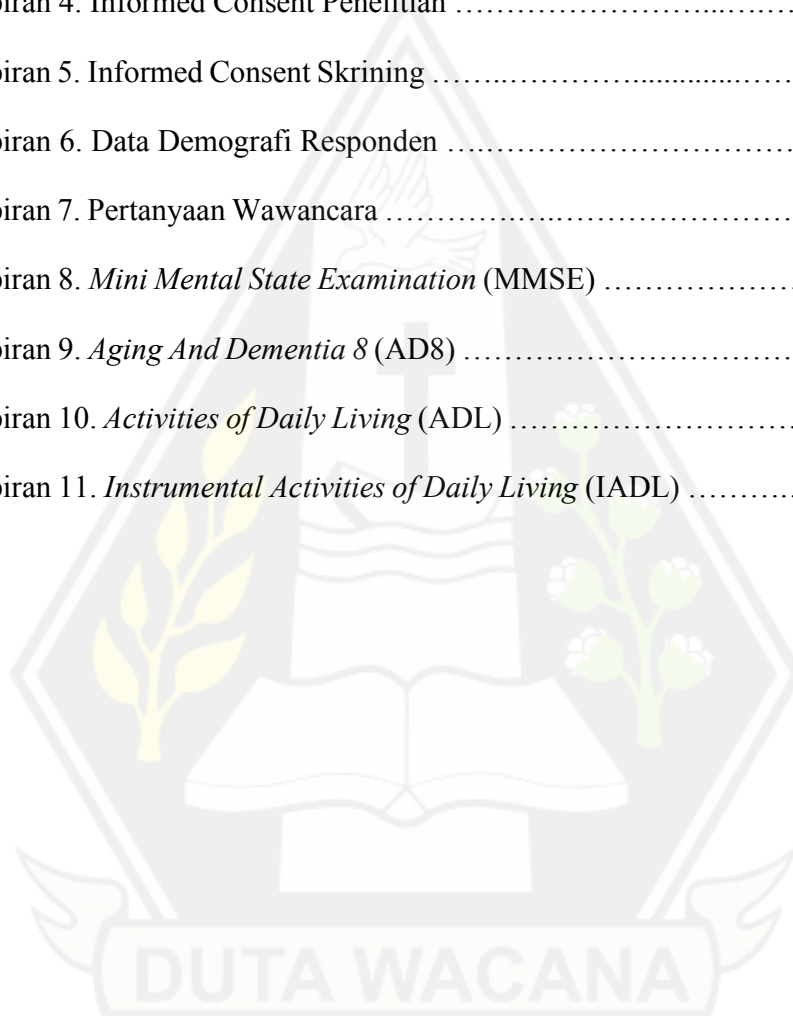 piran 4. Informed Consent Penelitian ……………………...….…
piran 5. Informed Consent Skrining ……..…………..............……
piran 6. Data Demografi Responden ….…………………………….
piran 7. Pertanyaan Wawancara ………….…..…………………….
piran 8. Mini Mental State Examination (MMSE) ……………….
piran 9. Aging And Dementia 8 (AD8) …………………………….
piran 10. Activities of Daily Living (ADL) ……………………….
piran 11. Instrumental Activities of Daily Living (IADL) ………..
DUTA WACANA